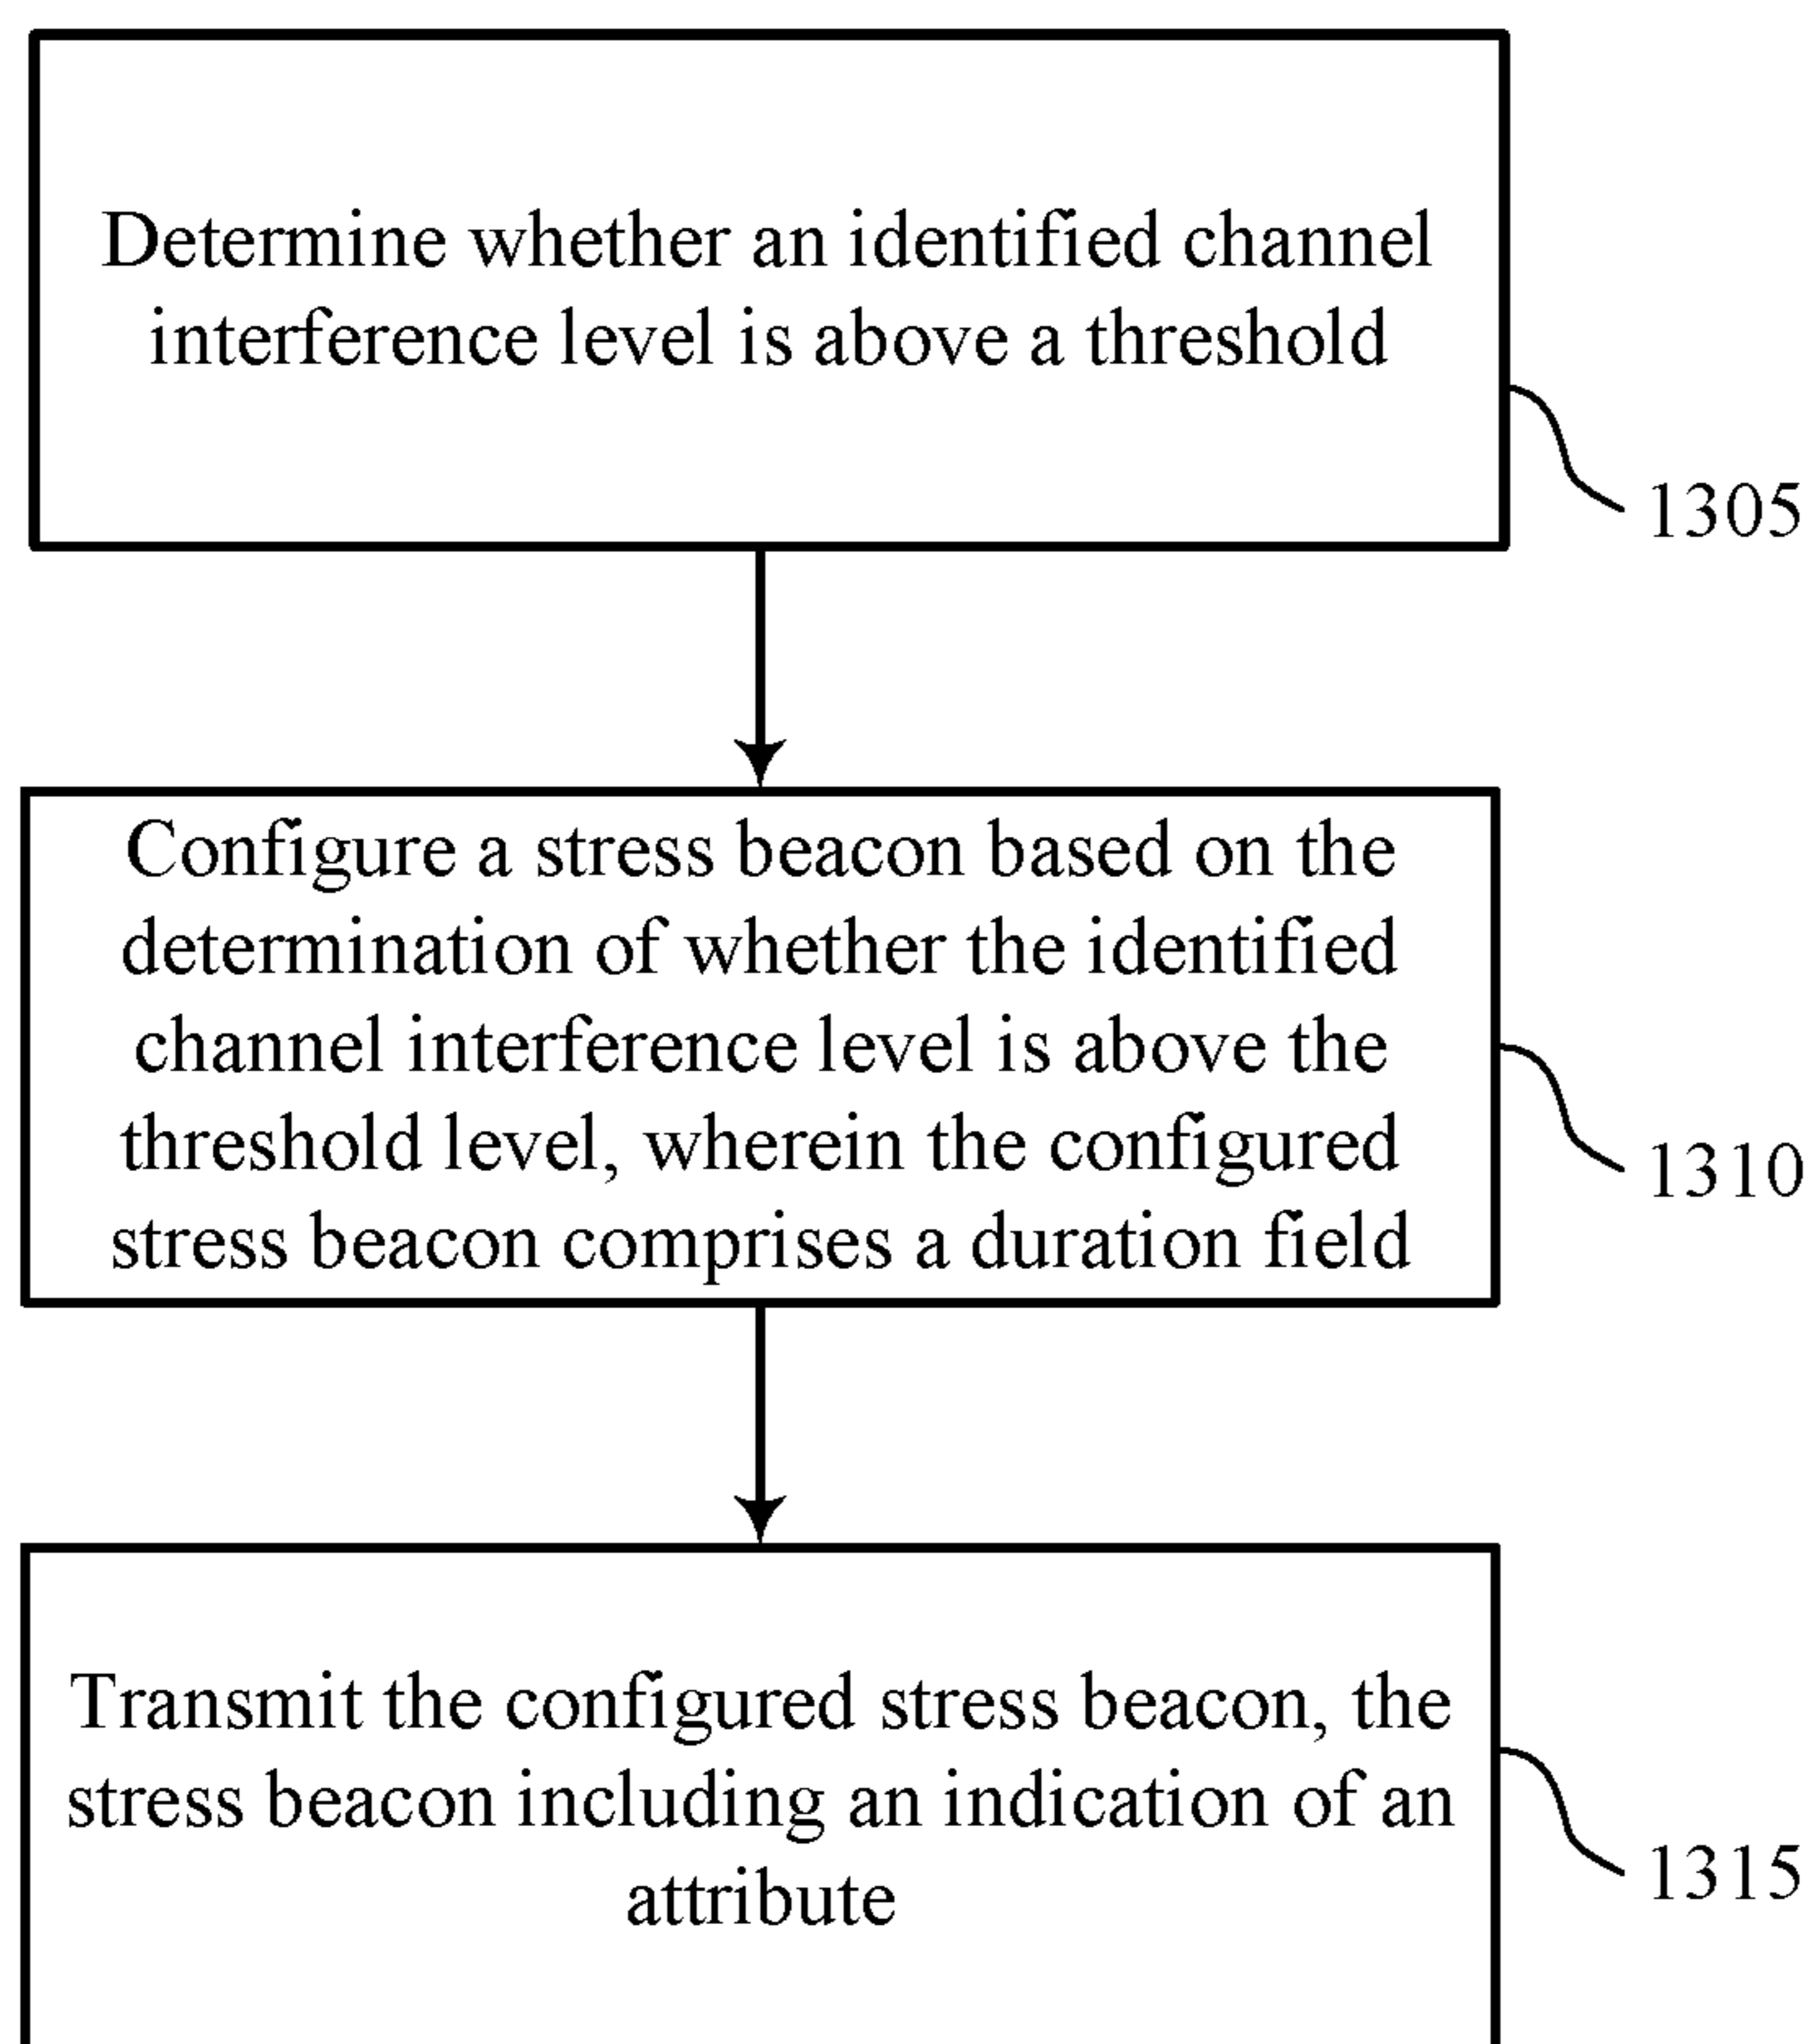 Determine whether an identified channel
interference level is above a threshold
1305
Configure a stress beacon based on the
determination of whether the identified
channel interference level is above the
threshold level, wherein the configured
stress beacon comprises a duration field
1310
Transmit the configured stress beacon, the
stress beacon including an indication of an
attribute
1315